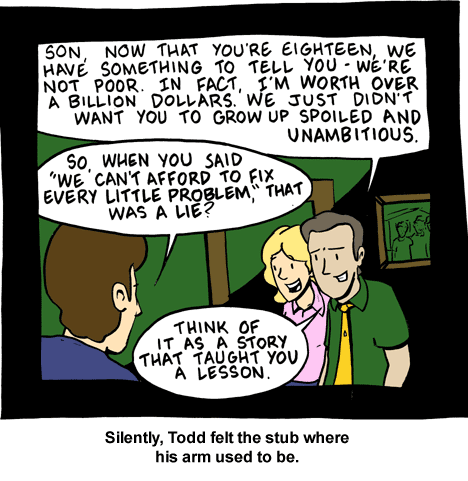 SON, NOW THAT YOU'RE EIGHTEEN, WE
HAVE SOMETHING TO TELL YOU - WE'RE
NOT POOR. IN FACT, I'M WORTH OVER
A BILLION DOLLARS. WE JUST DIDN'T
WANT YOU TO GROW UP SPOILED AND
UNAMBITIOUS.
SO, WHEN YOU SAID
"WE CAN'T AFFORD TO FIX
EVERY LITTLE PROBLEM," THAT
WAS A LIE?
THINK OF
IT AS A STORY
THAT TAUGHT YOU
A LESSON.
Silently, Todd felt the stub where
his arm used to be.